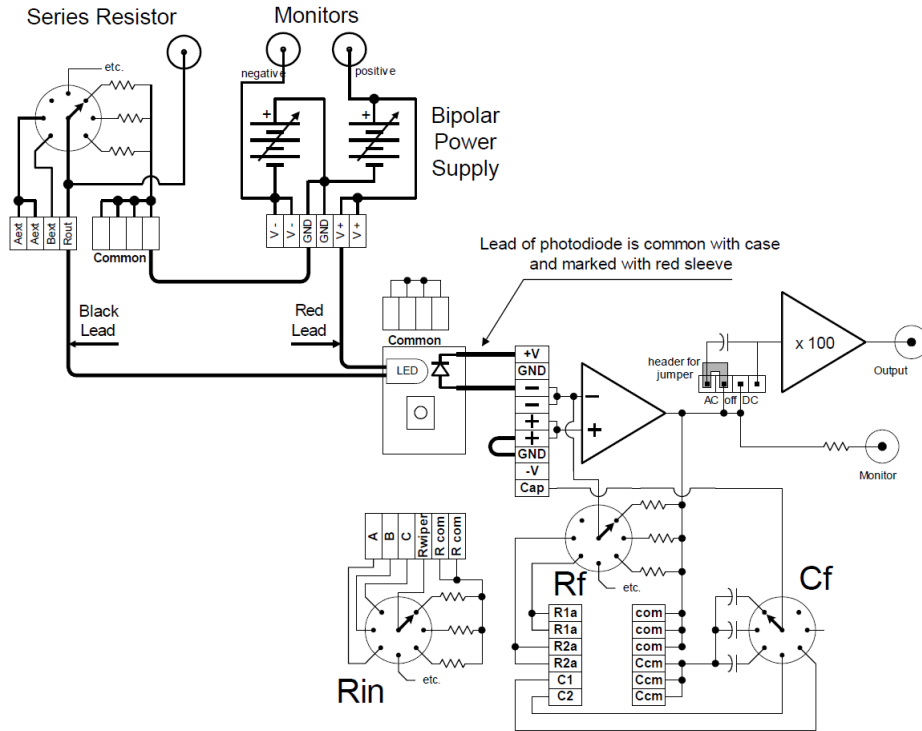 Series Resistor
Monitors
etc.
negative
positive
+
+
Bipolar
Power
Supply
Aext
Aext
Bext
Rout
Common
V -
V -
GND
GND
V +
V +
Lead of photodiode is common with case
and marked with red sleeve
Black
Lead
Red
Lead
Common
LED
+V
GND
−
−
+
+
GND
-V
Cap
−
+
header for
jumper
AC off DC
x 100
Output
Monitor
A
B
C
Rwiper
R com
R com
etc.
Rin
Rf
etc.
Cf
R1a
R1a
R2a
R2a
C1
C2
com
com
com
Ccm
Ccm
Ccm